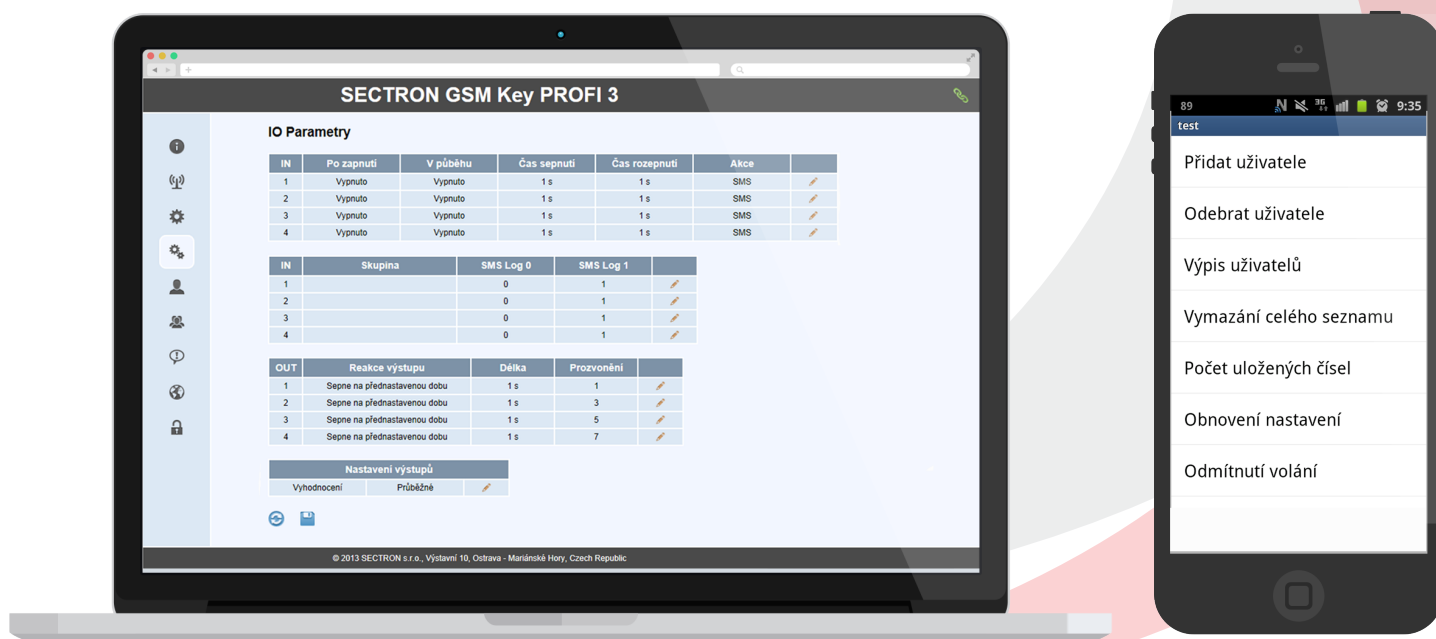 SECTRON GSM Key PROFI 3
IO Parametry
IN Po zapnutí V půběhu Čas sepnutí Čas rozepnutí Akce
1 Vypnuto Vypnuto 1 s 1 s SMS
2 Vypnuto Vypnuto 1 s 1 s SMS
3 Vypnuto Vypnuto 1 s 1 s SMS
4 Vypnuto Vypnuto 1 s 1 s SMS
IN Skupina SMS Log 0 SMS Log 1
1 0 1
2 0 1
3 0 1
4 0 1
OUT Reakce výstupu Délka Prozvonění
1 Sepne na přednastavenou dobu 1 s 1
2 Sepne na přednastavenou dobu 1 s 3
3 Sepne na přednastavenou dobu 1 s 5
4 Sepne na přednastavenou dobu 1 s 7
Nastavení výstupů
Vyhodnocení Průběžné
© 2013 SECTRON s.r.o., Výstavní 10, Ostrava - Mariánské Hory, Czech Republic
89 3G 9:35
test
Přidat uživatele
Odebrat uživatele
Výpis uživatelů
Vymazání celého seznamu
Počet uložených čísel
Obnovení nastavení
Odmítnutí volání